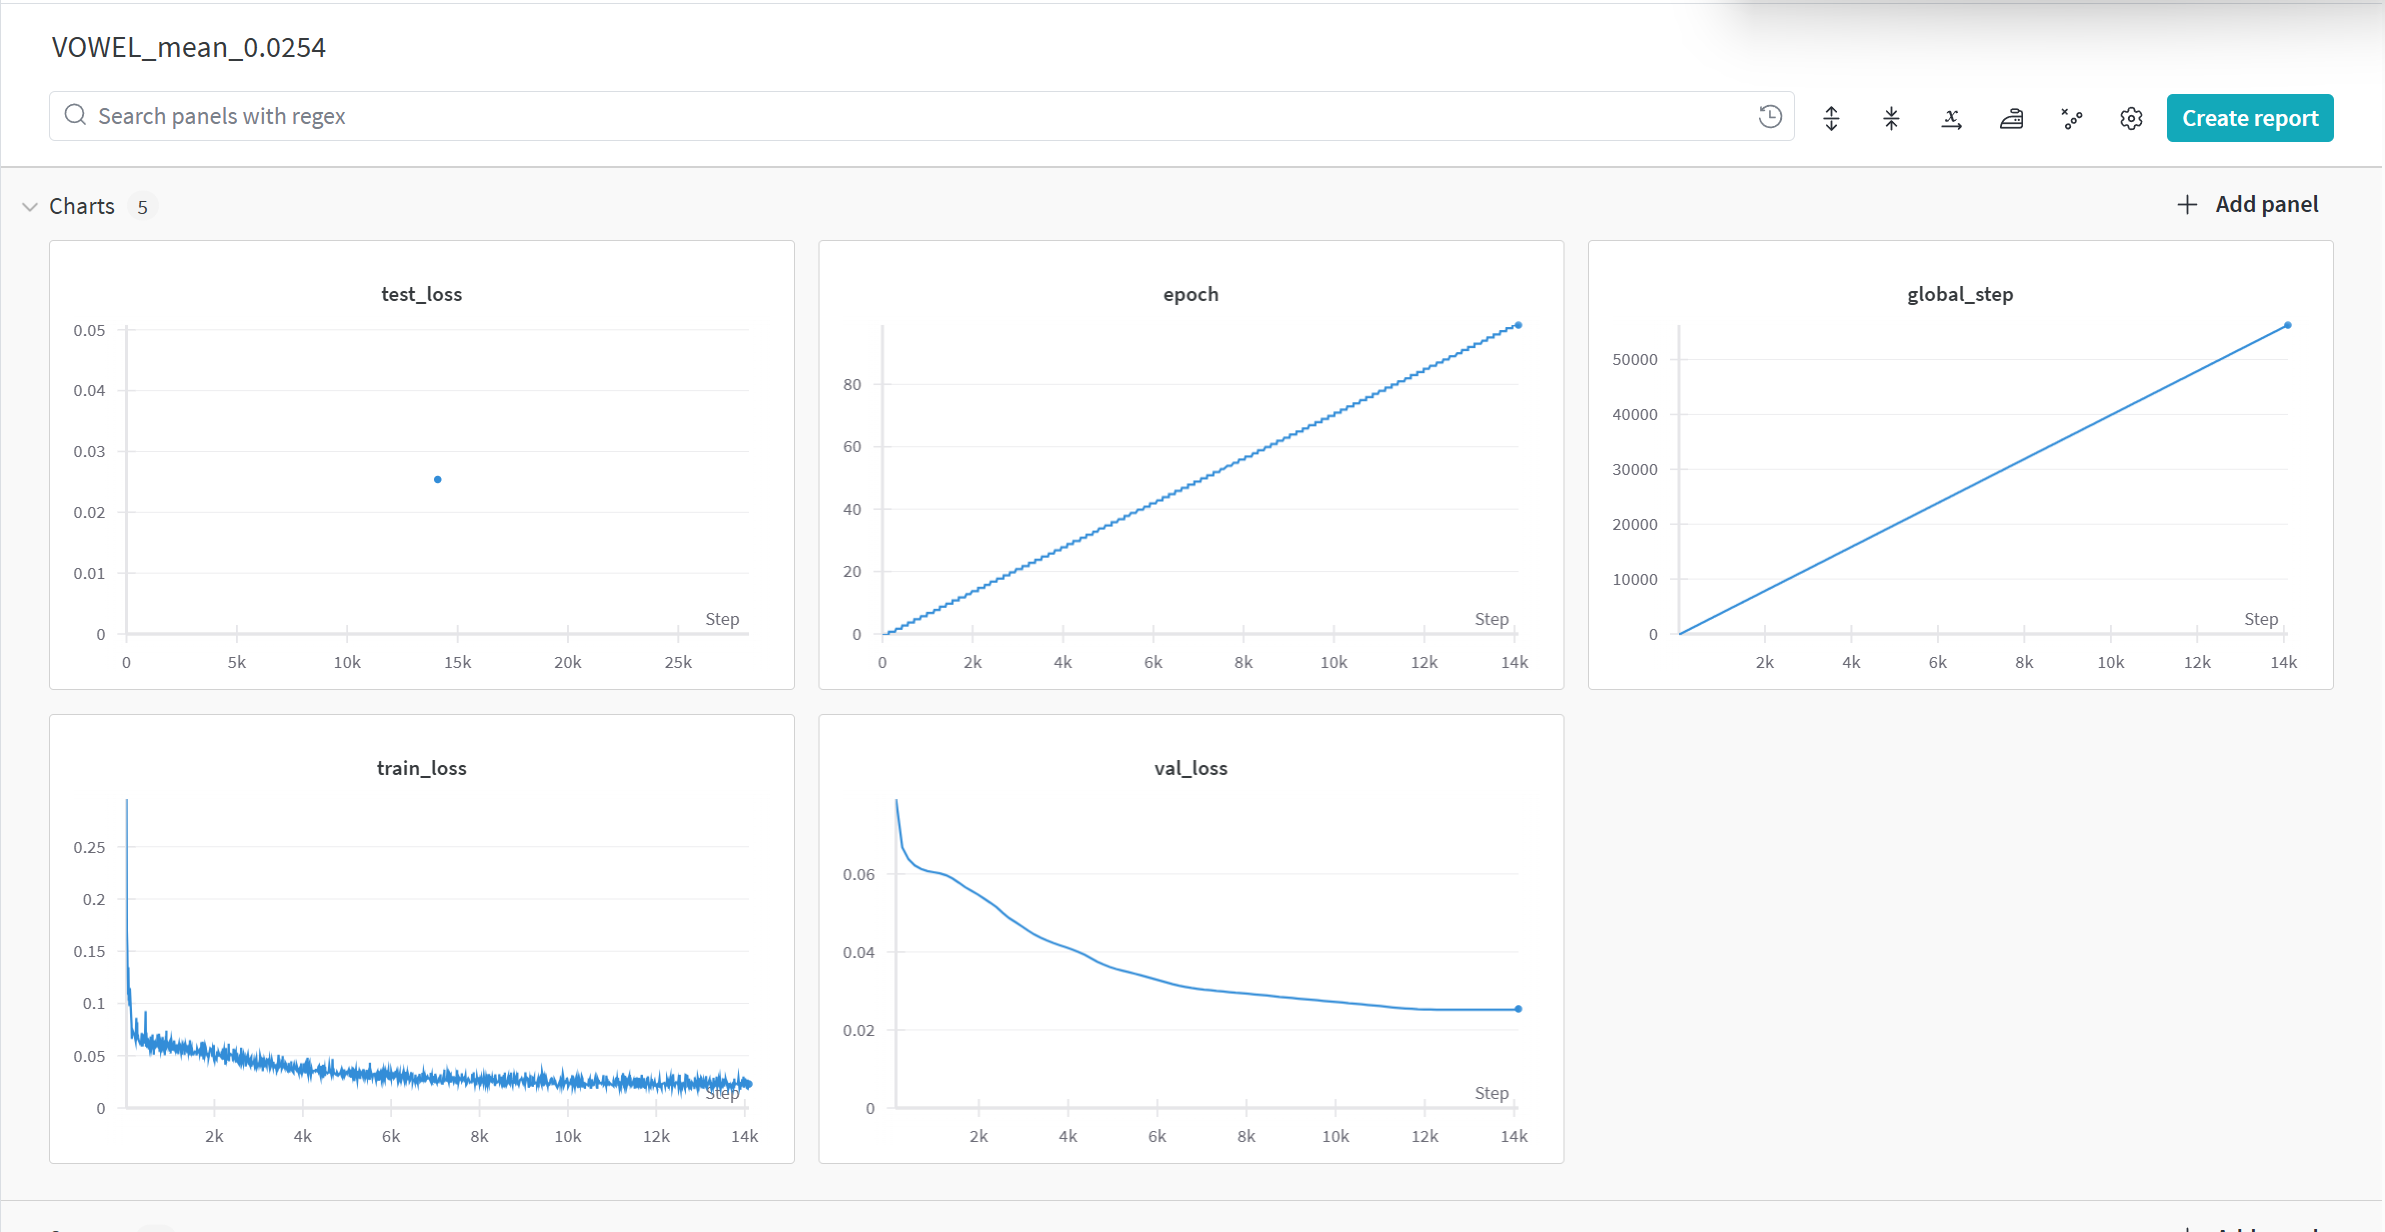 VOWEL_mean_0.0254
Search panels with regex
Create report
Charts 5
Add panel
test_loss
0.05
0.04
0.03
0.02
0.01
0
Step
0 5k 10k 15k 20k 25k
epoch
80
60
40
20
0
Step
0 2k 4k 6k 8k 10k 12k 14k
global_step
50000
40000
30000
20000
10000
0
Step
2k 4k 6k 8k 10k 12k 14k
train_loss
0.25
0.2
0.15
0.1
0.05
0
Step
2k 4k 6k 8k 10k 12k 14k
val_loss
0.06
0.04
0.02
0
Step
2k 4k 6k 8k 10k 12k 14k